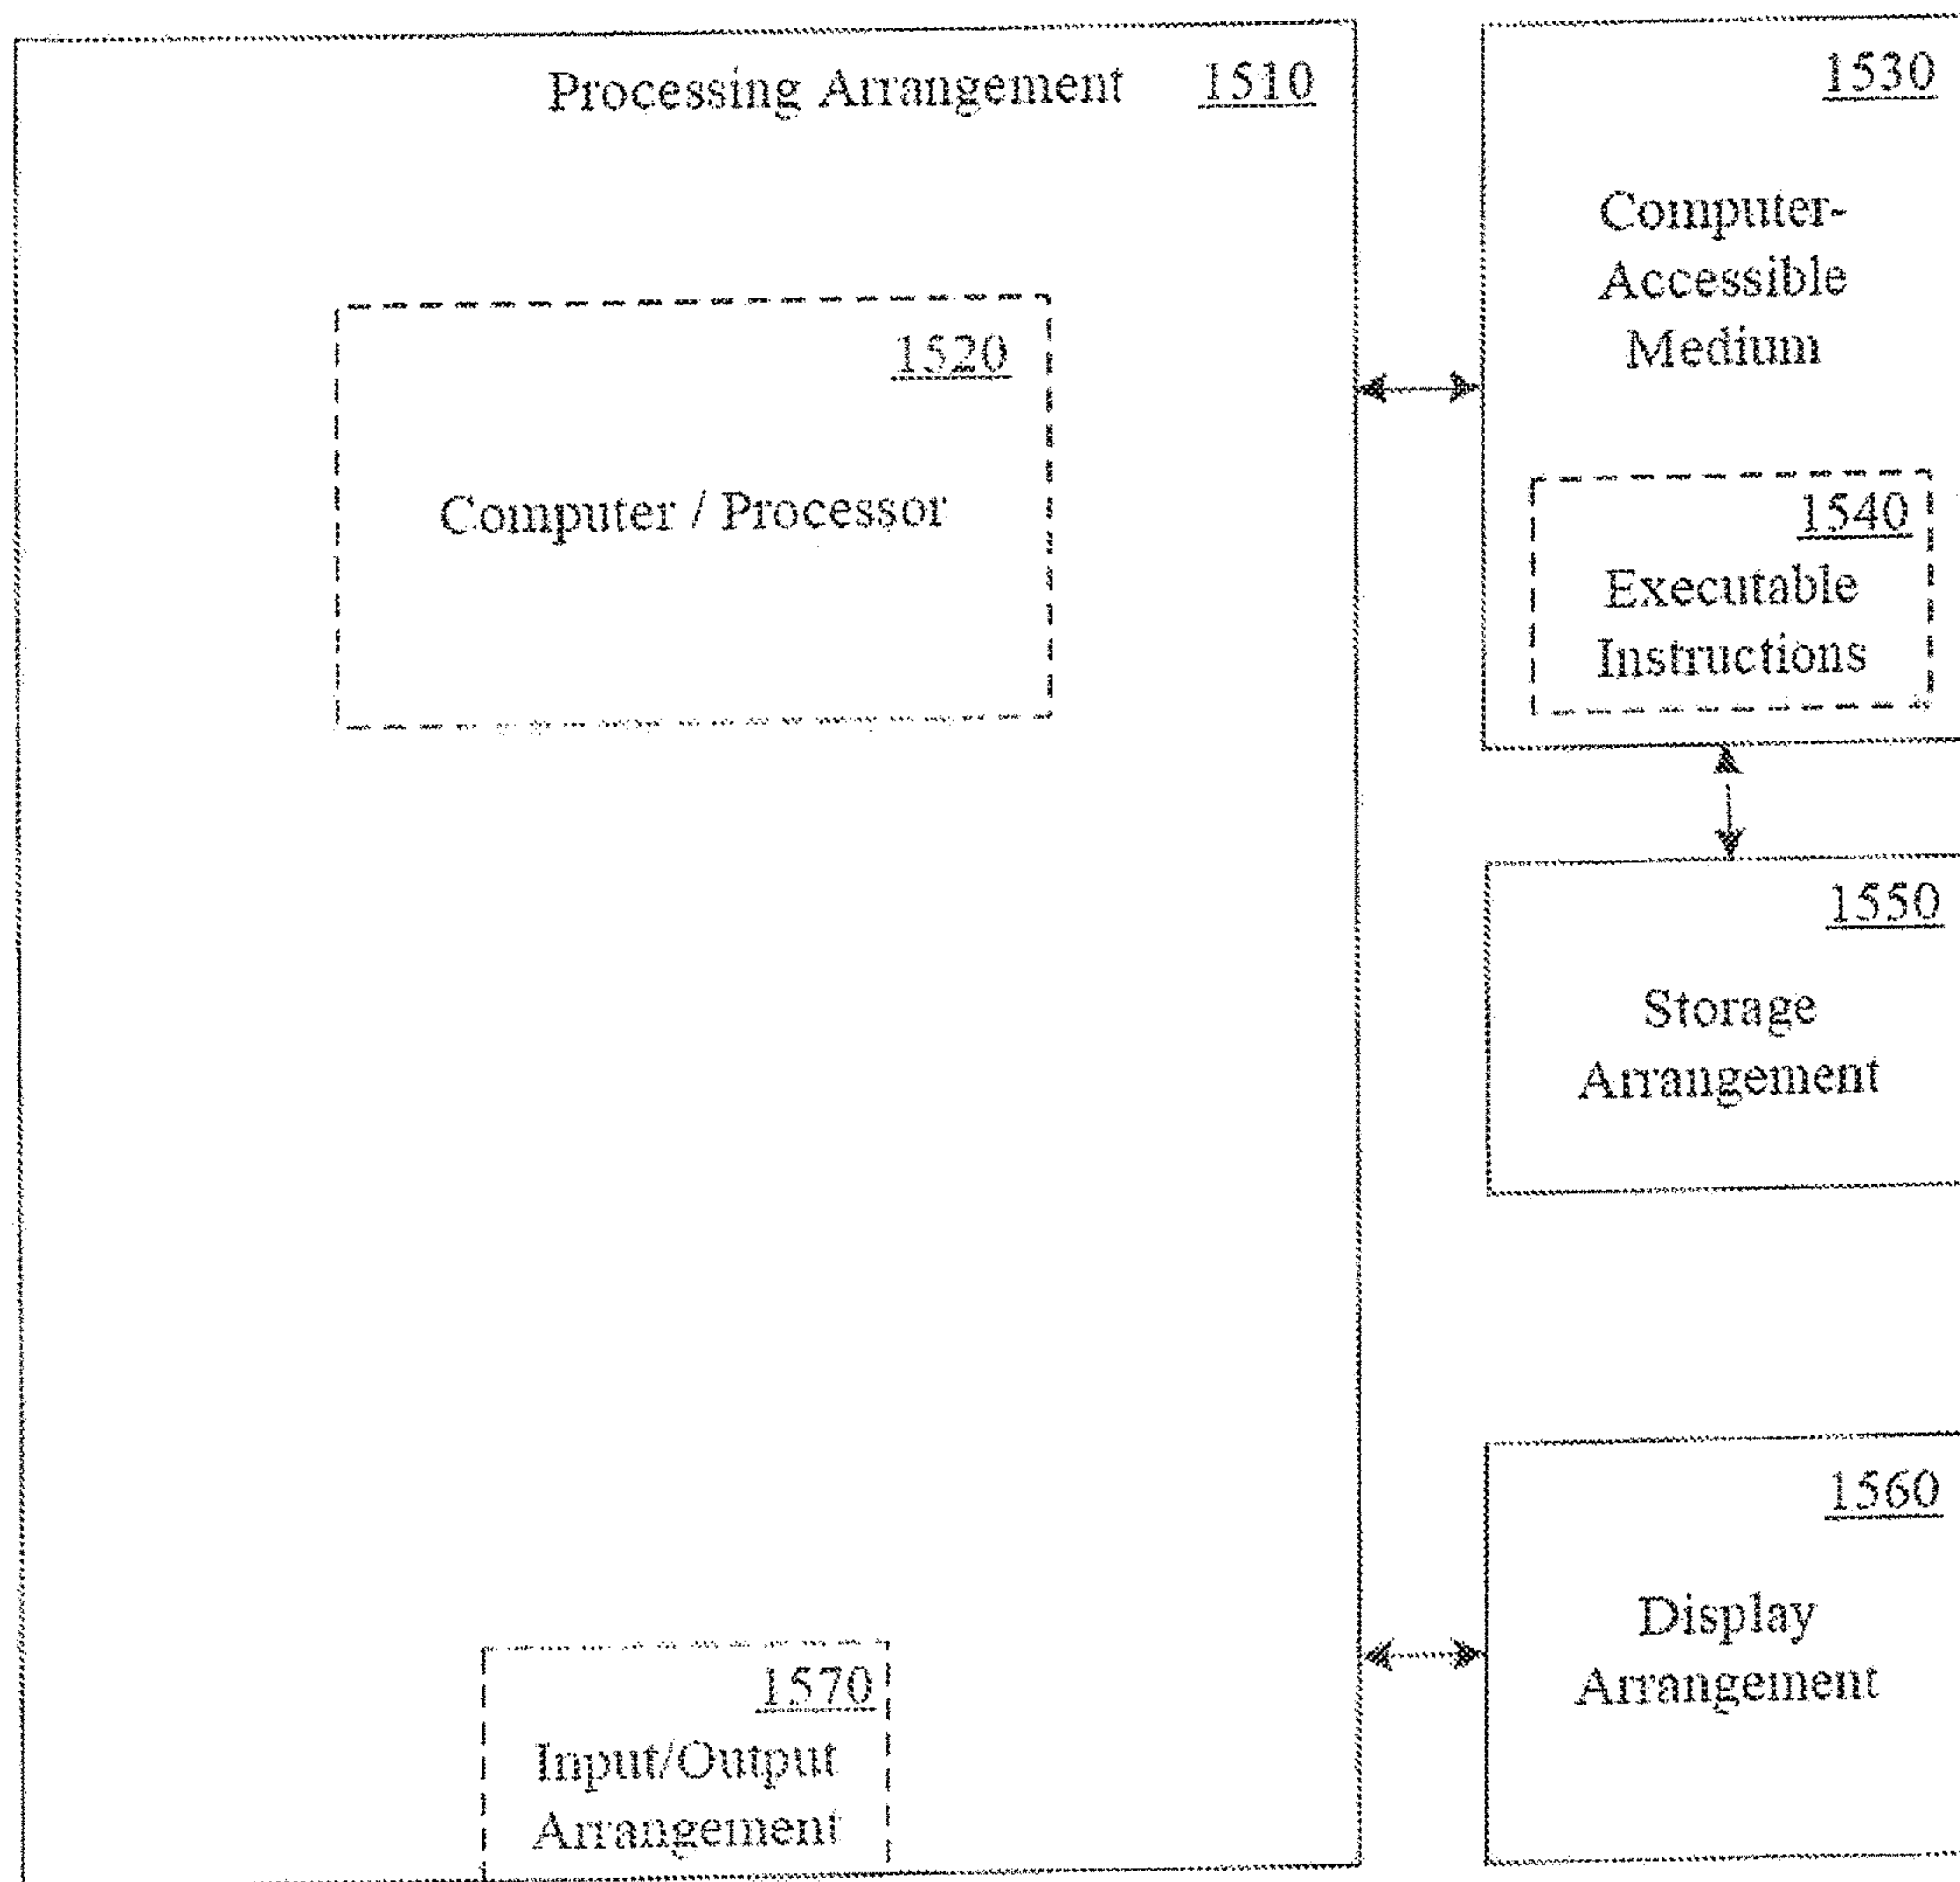 Processing Arrangement 1510
1520
Computer / Processor
1570
Input/Output
Arrangement
1530
Computer-
Accessible
Medium
1540
Executable
Instructions
1550
Storage
Arrangement
1560
Display
Arrangement